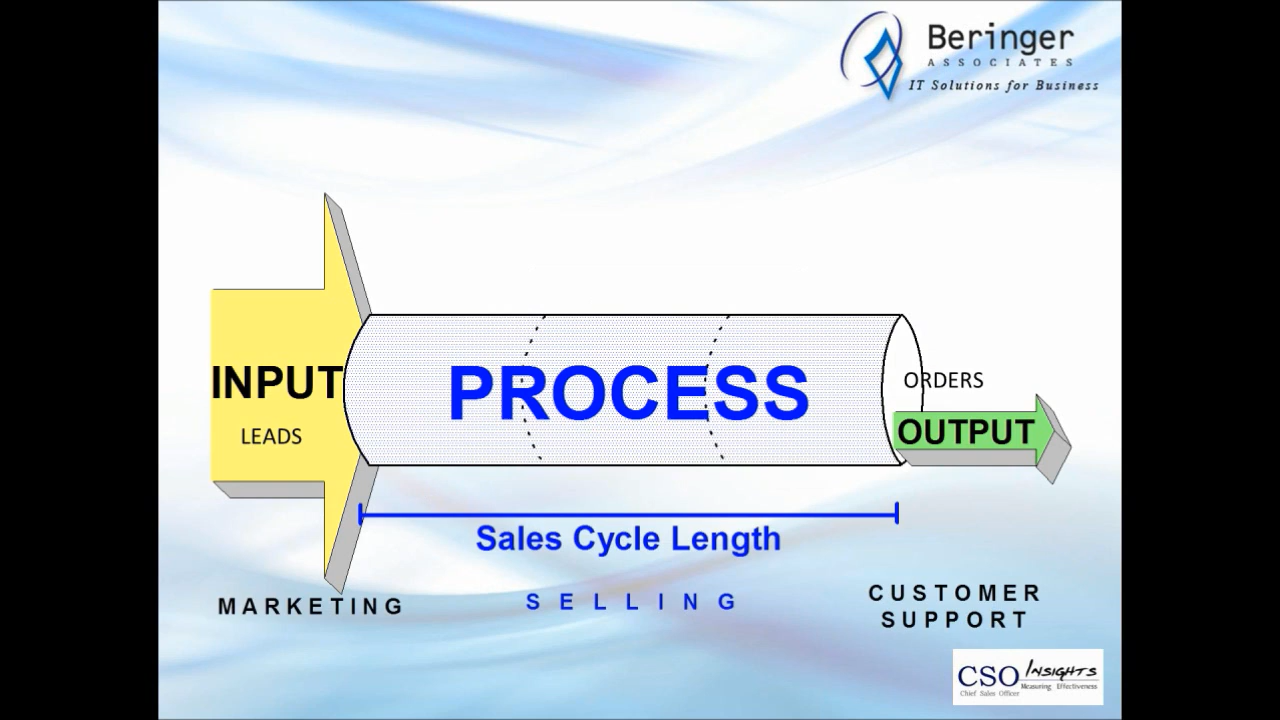 Beringer
ASSOCIATES
IT Solutions for Business
INPUT
LEADS
PROCESS
ORDERS
OUTPUT
Sales Cycle Length
MARKETING
SELLING
CUSTOMER
SUPPORT
CSO INSIGHTS
Chief Sales Officer Measuring Effectiveness